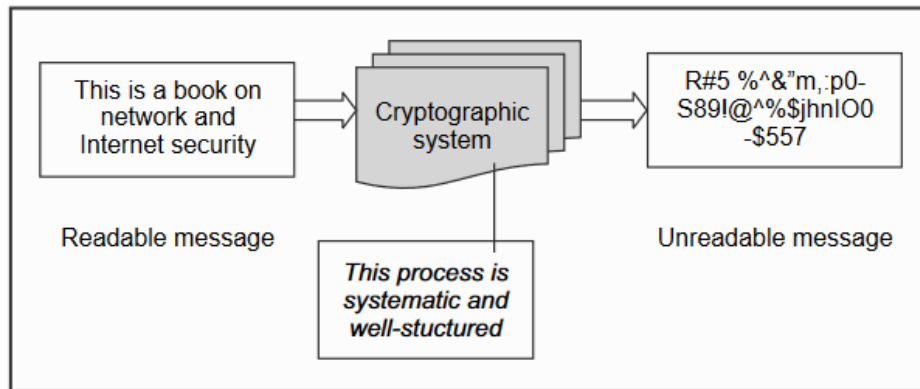 This is a book on
network and
Internet security
Cryptographic
system
R#5 %^&”m,:p0-
S89!@^%$jhnIO0
-$557
Readable message
Unreadable message
This process is
systematic and
well-stuctured